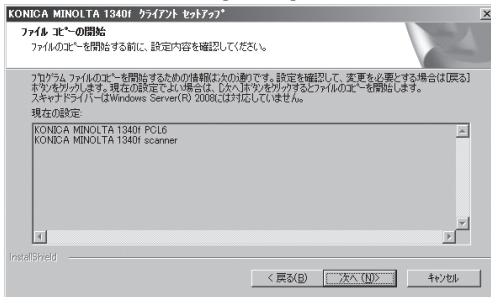 KONICA MINOLTA 1340f クライアント セットアップ
ファイル コピーの開始
ファイルのコピーを開始する前に、設定内容を確認してください。
プログラム ファイルのコピーを開始するための情報は次の通りです。設定を確認して、変更を必要とする場合は[戻る]
ボタンをクリックします。現在の設定でよい場合は、[次へ]ボタンをクリックするとファイルのコピーを開始します。
スキャナドライバーはWindows Server(R) 2008には対応していません。
現在の設定:
KONICA MINOLTA 1340f PCL6
KONICA MINOLTA 1340f scanner
InstallShield
< 戻る(B)
次へ (N)>
キャンセル